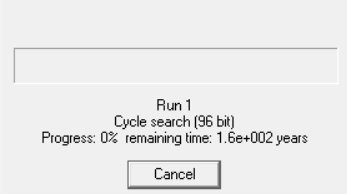 Run 1
Cycle search (96 bit)
Progress: 0% remaining time: 1.6e+002 years
Cancel